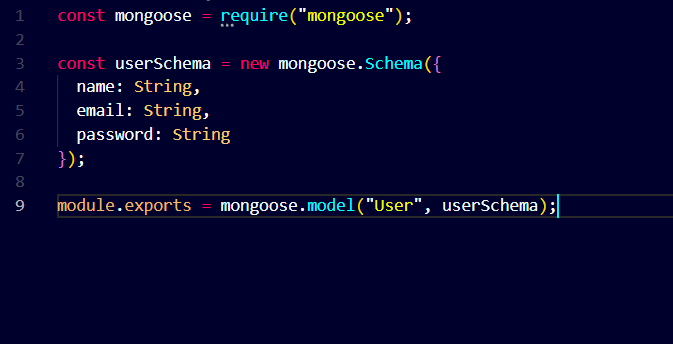 1 const mongoose = require("mongoose");
2
3 const userSchema = new mongoose.Schema({
4   name: String,
5   email: String,
6   password: String
7 });
8
9 module.exports = mongoose.model("User", userSchema);